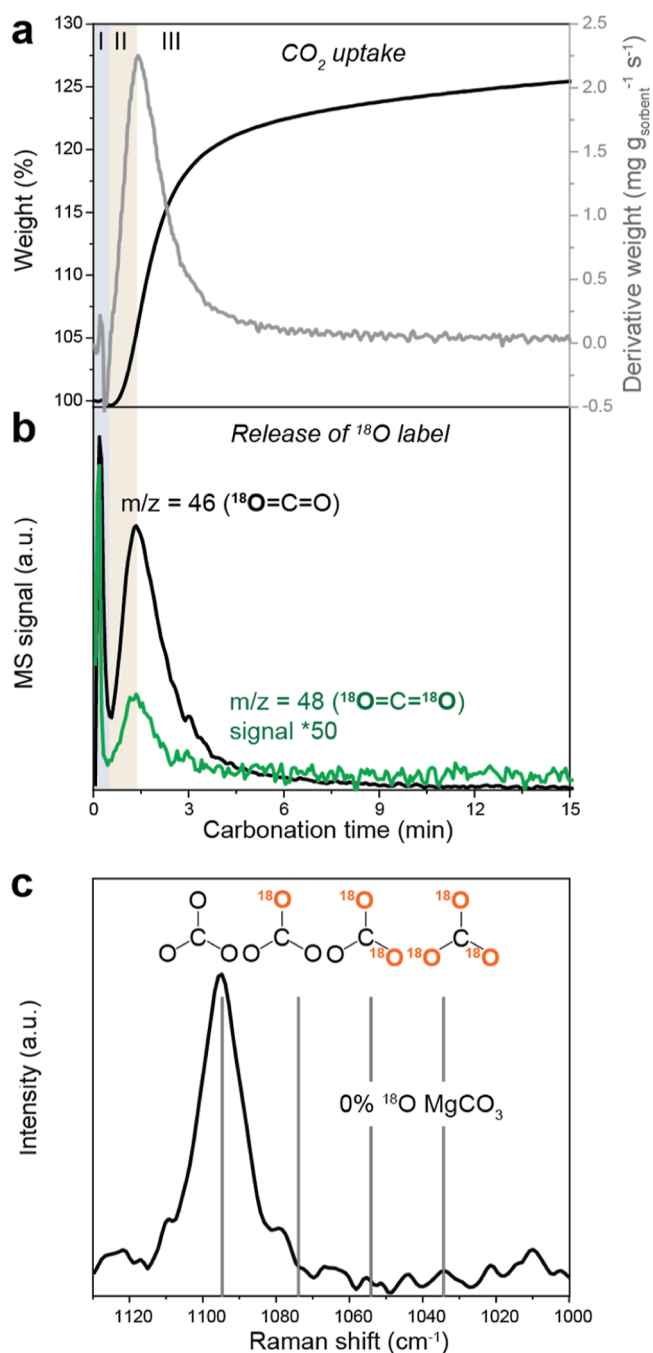 a
I II III
CO₂ uptake
Weight (%)
130
125
120
115
110
105
100
2.5
2.0
1.5
1.0
0.5
0.0
-0.5
Derivative weight (mg gsorbent⁻¹ s⁻¹)
b
Release of ¹⁸O label
m/z = 46 (¹⁸O=C=O)
m/z = 48 (¹⁸O=C=¹⁸O)
signal *50
MS signal (a.u.)
0 3 6 9 12 15
Carbonation time (min)
c
O ¹⁸O ¹⁸O ¹⁸O
C C C C
O O O O O ¹⁸O ¹⁸O ¹⁸O
0% ¹⁸O MgCO₃
Intensity (a.u.)
1120 1100 1080 1060 1040 1020 1000
Raman shift (cm⁻¹)